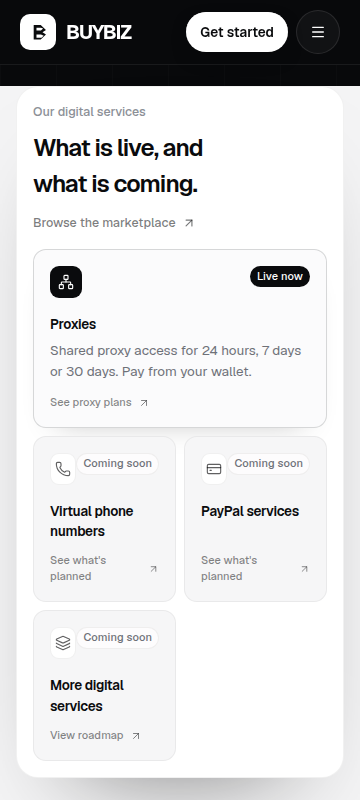 BUYBIZ
Get started
Our digital services
What is live, and
what is coming.
Browse the marketplace
Live now
Proxies
Shared proxy access for 24 hours, 7 days
or 30 days. Pay from your wallet.
See proxy plans
Coming soon
Virtual phone
numbers
See what's
planned
Coming soon
PayPal services
See what's
planned
Coming soon
More digital
services
View roadmap